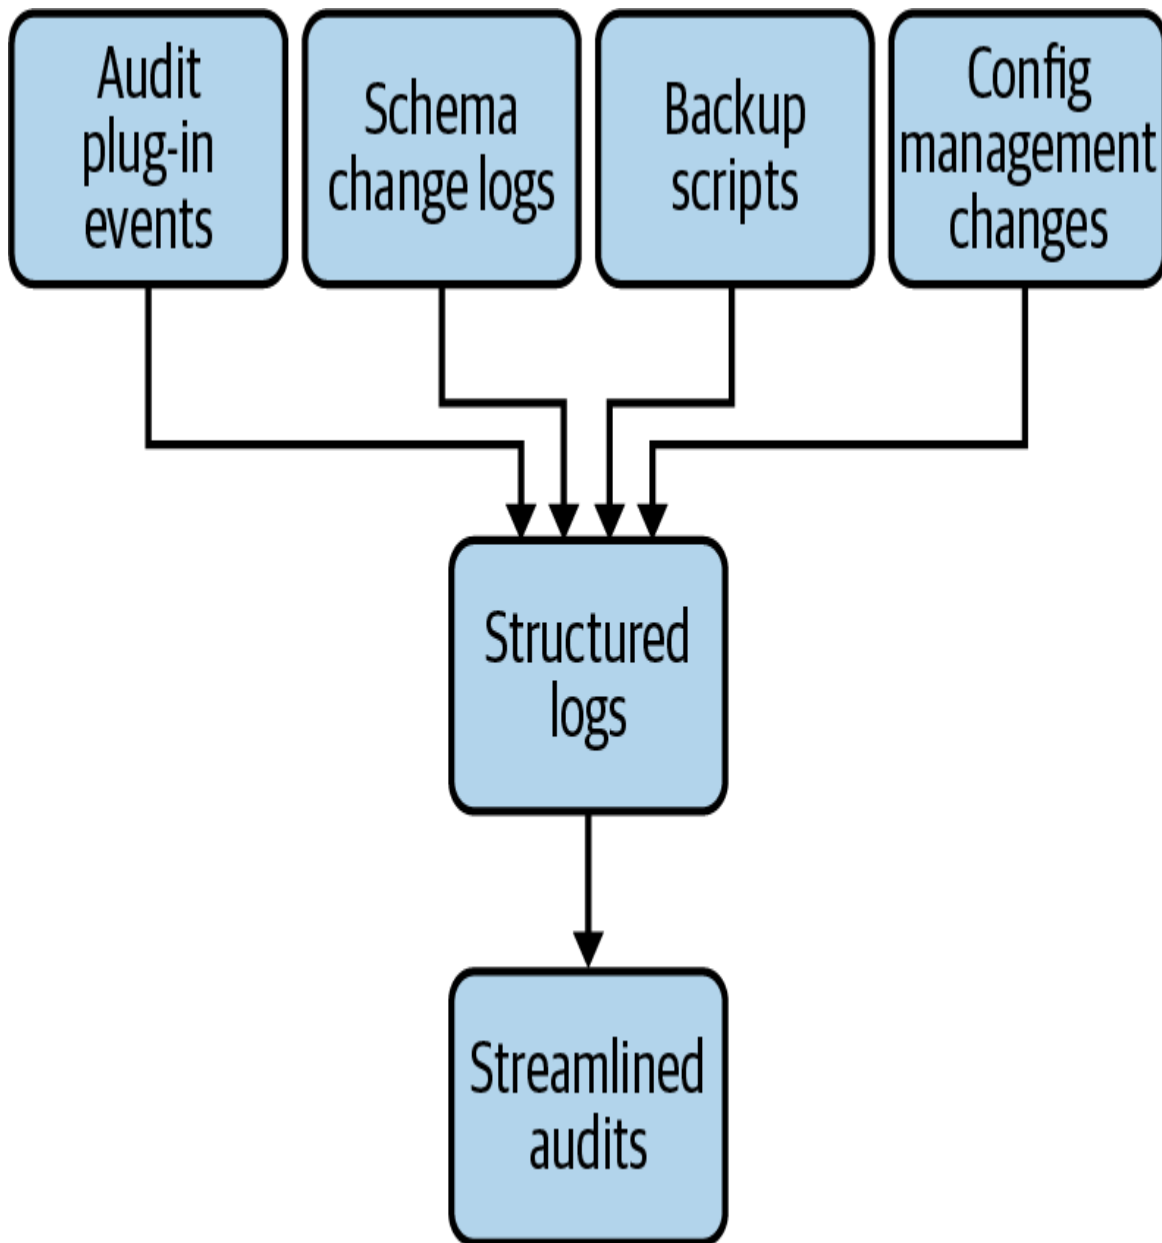 Audit
plug-in
events
Schema
change logs
Backup
scripts
Config
management
changes
Structured
logs
Streamlined
audits